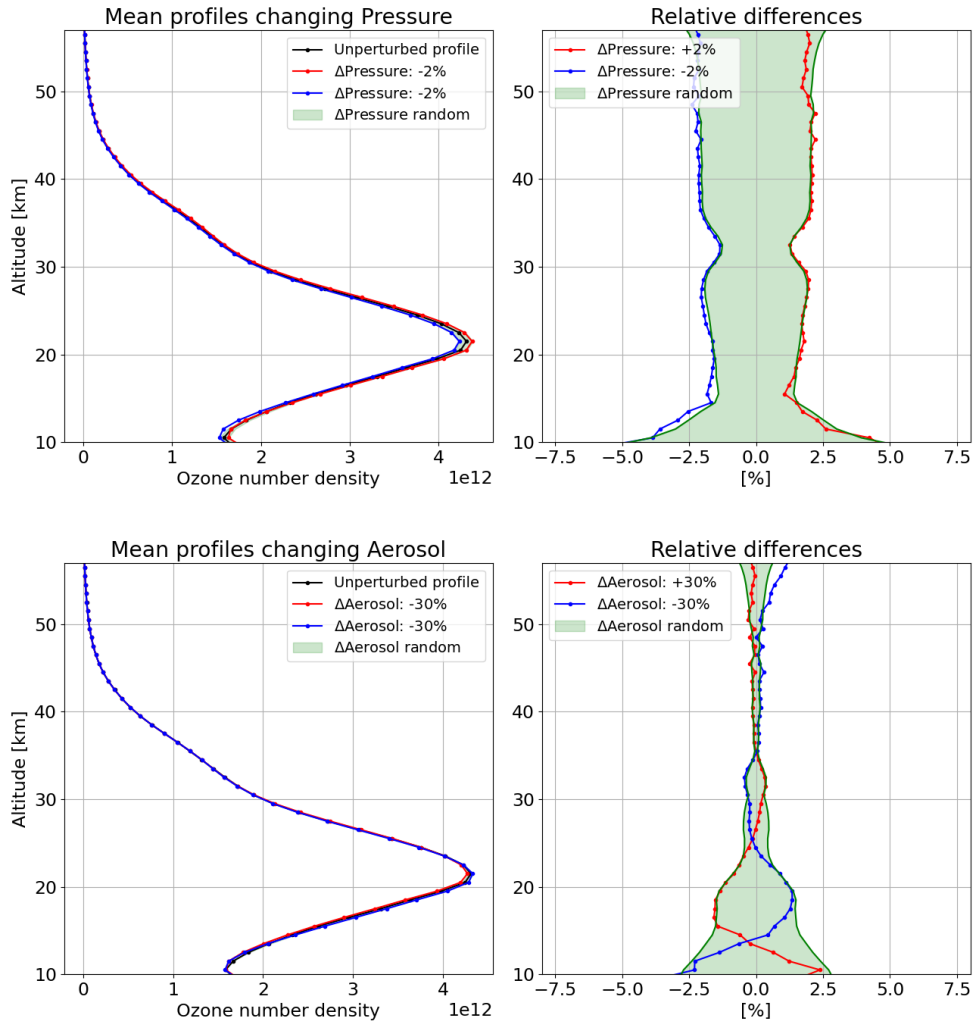 Mean profiles changing Pressure
Relative differences
Unperturbed profile
ΔPressure: -2%
ΔPressure: -2%
ΔPressure random
ΔPressure: +2%
ΔPressure: -2%
ΔPressure random
Altitude [km]
50
40
30
20
10
50
40
30
20
10
0
1
2
3
4
1e12
Ozone number density
−7.5
−5.0
−2.5
0.0
2.5
5.0
7.5
[%]
Mean profiles changing Aerosol
Relative differences
Unperturbed profile
ΔAerosol: -30%
ΔAerosol: -30%
ΔAerosol random
ΔAerosol: +30%
ΔAerosol: -30%
ΔAerosol random
Altitude [km]
50
40
30
20
10
50
40
30
20
10
0
1
2
3
4
1e12
Ozone number density
−7.5
−5.0
−2.5
0.0
2.5
5.0
7.5
[%]